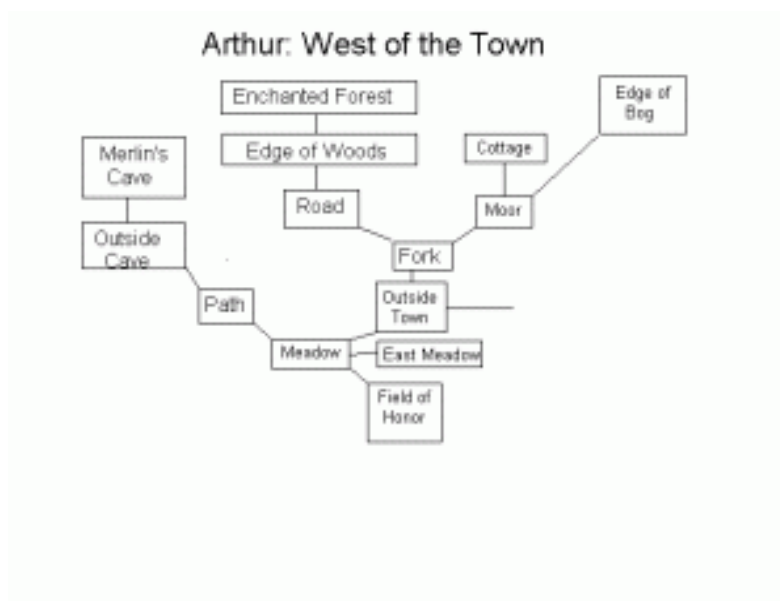 Arthur: West of the Town
Enchanted Forest
Edge of
Bog
Merlin's
Cave
Edge of Woods
Cottage
Road
Moor
Outside
Cave
Fork
Path
Outside
Town
Meadow
East Meadow
Field of
Honor